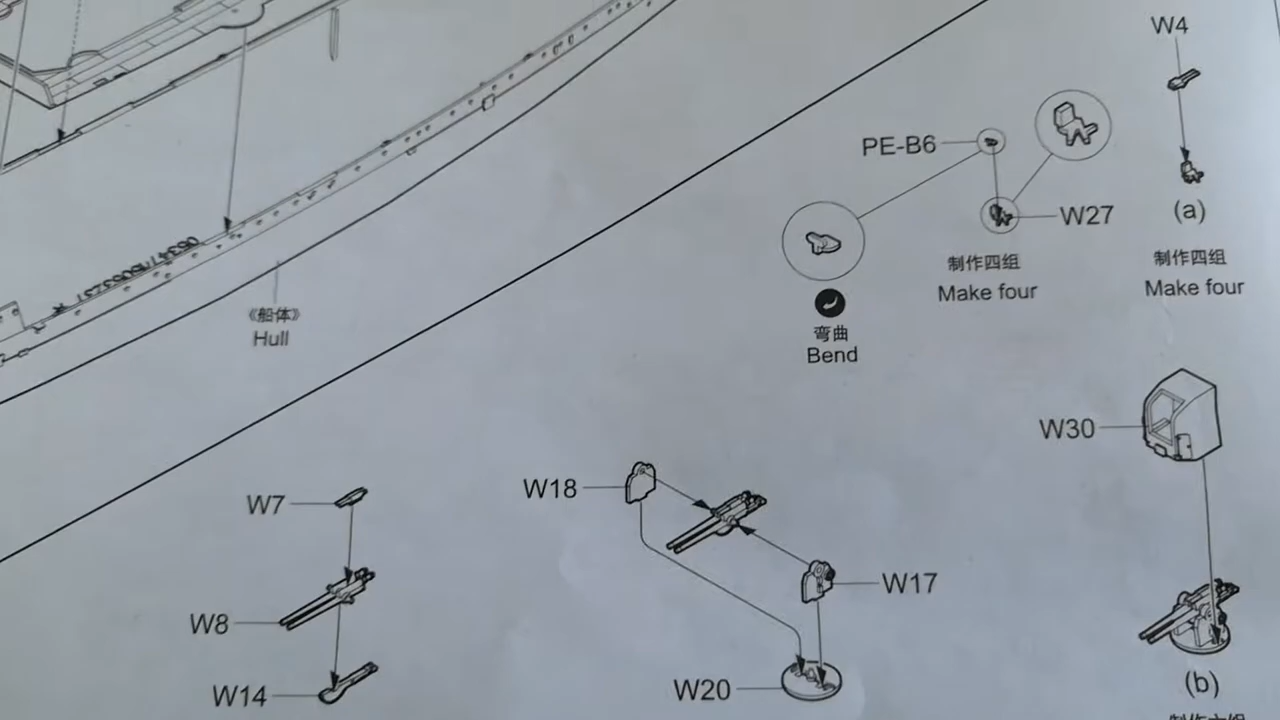 W4
PE-B6
W27
(a)
制作四组
Make four
制作四组
Make four
《船体》
Hull
弯曲
Bend
W30
W7
W18
W17
W8
W14
W20
(b)